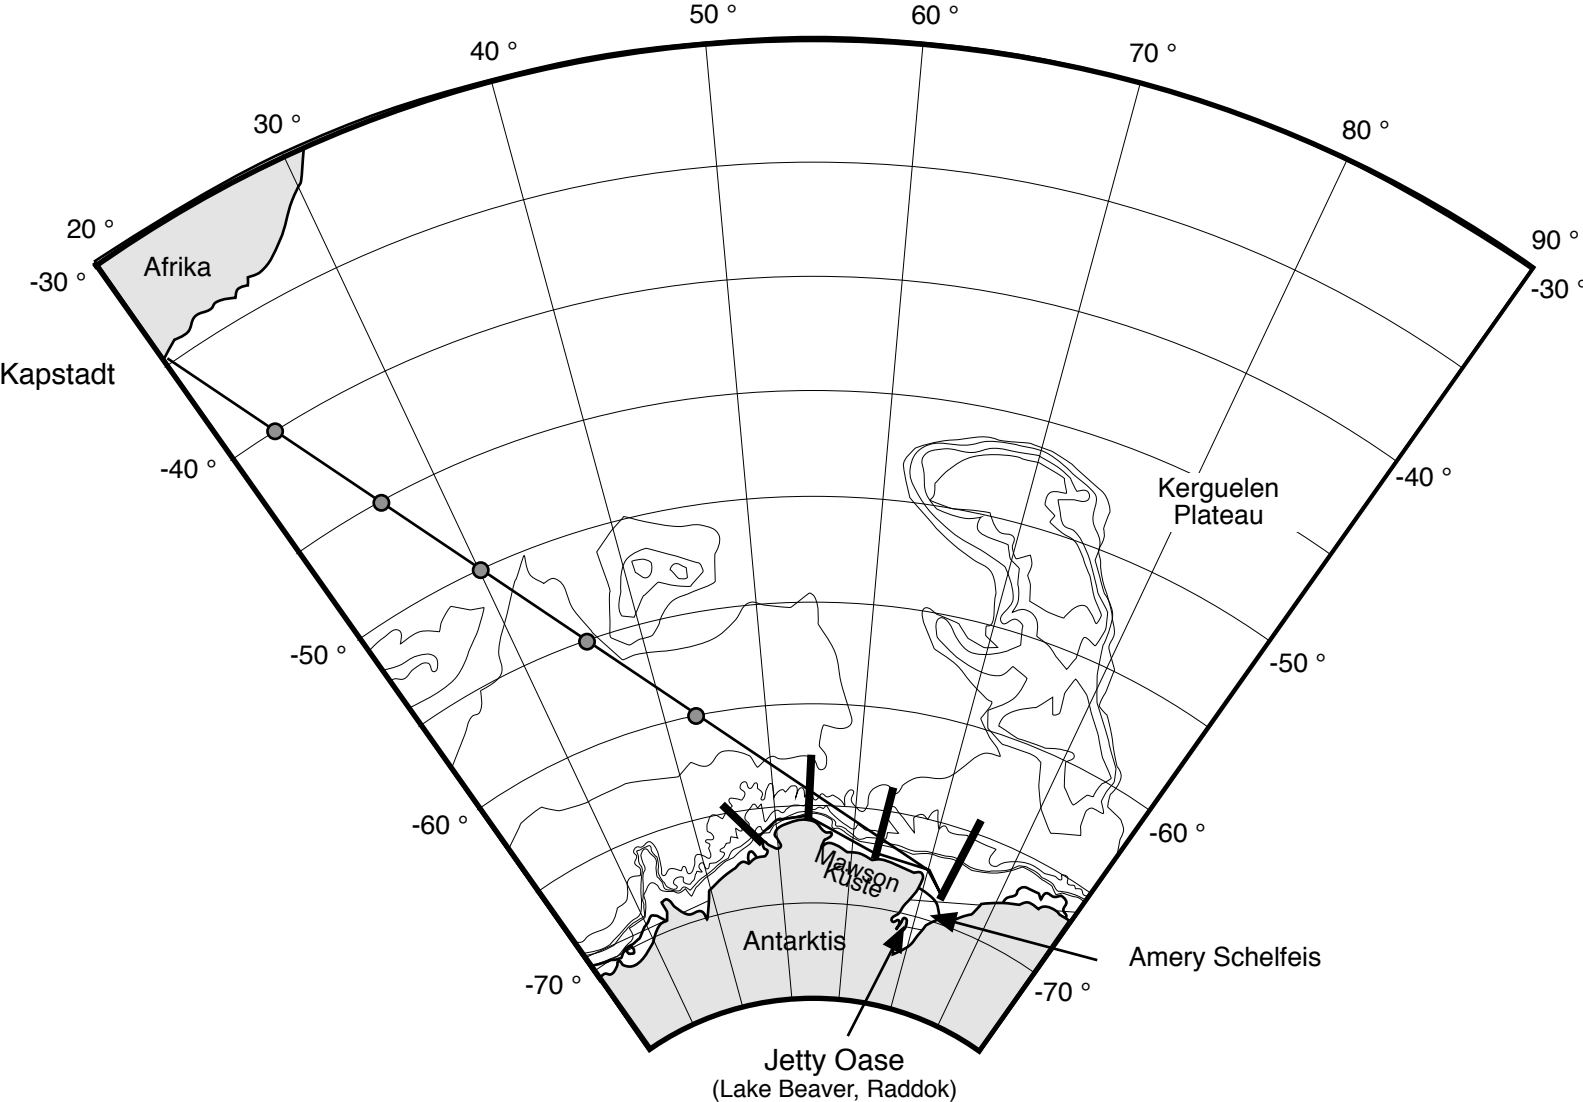 50 °
60 °
40 °
70 °
30 °
80 °
20 °
90 °
-30 °
-30 °
Afrika
Kapstadt
-40 °
-40 °
Kerguelen
Plateau
-50 °
-50 °
-60 °
-60 °
Mawson
Küste
Antarktis
Amery Schelfeis
-70 °
-70 °
Jetty Oase
(Lake Beaver, Raddok)